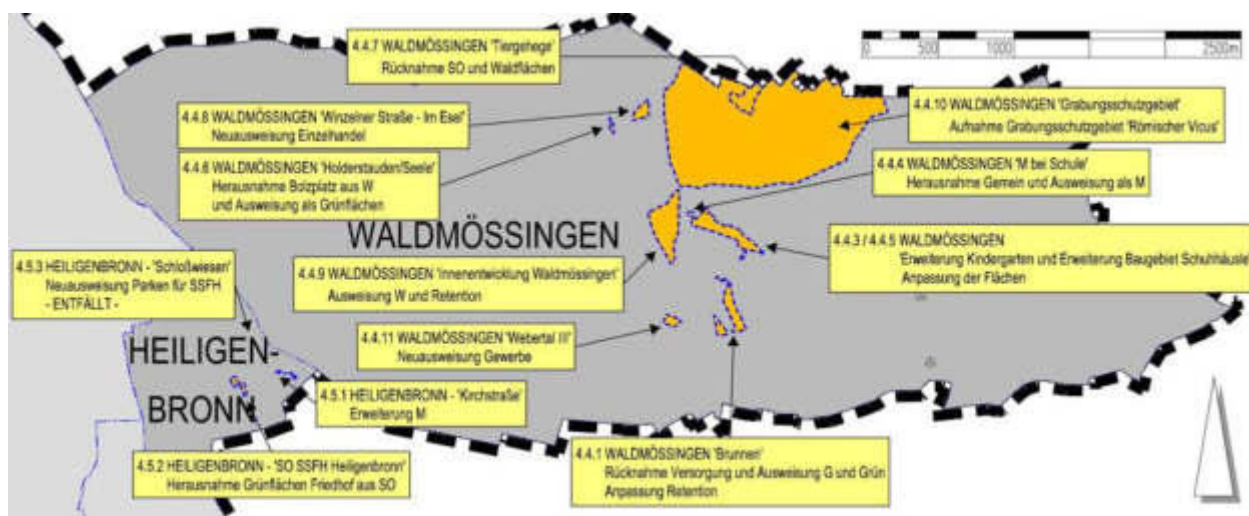 4.4.7 WALDMÖSSINGEN 'Tiergehege'
Rücknahme SO und Waldflächen
0 500 1000 2500m
4.4.8 WALDMÖSSINGEN 'Winzelner Straße - Im Esel'
Neuausweisung Einzelhandel
4.4.10 WALDMÖSSINGEN 'Grabungsschutzgebiet'
Aufnahme Grabungsschutzgebiet 'Römischer Vicus'
4.4.6 WALDMÖSSINGEN 'Holderstauden/Seele'
Herausnahme Bolzplatz aus W
und Ausweisung als Grünflächen
4.4.4 WALDMÖSSINGEN 'M bei Schule'
Herausnahme Gemein und Ausweisung als M
WALDMÖSSINGEN
4.4.3 / 4.4.5 WALDMÖSSINGEN
'Erweiterung Kindergarten und Erweiterung Baugebiet Schuhhäusle'
Anpassung der Flächen
4.5.3 HEILIGENBRONN - 'Schloßwiesen'
Neuausweisung Parken für SSFH
- ENTFÄLLT -
4.4.9 WALDMÖSSINGEN 'Innenentwicklung Waldmössingen'
Ausweisung W und Retention
4.4.11 WALDMÖSSINGEN 'Webertal III'
Neuausweisung Gewerbe
HEILIGEN-
BRONN
4.5.1 HEILIGENBRONN - 'Kirchstraße'
Erweiterung M
4.5.2 HEILIGENBRONN - 'SO SSFH Heiligenbronn'
Herausnahme Grünflächen Friedhof aus SO
4.4.1 WALDMÖSSINGEN 'Brunnen'
Rücknahme Versorgung und Ausweisung G und Grün
Anpassung Retention